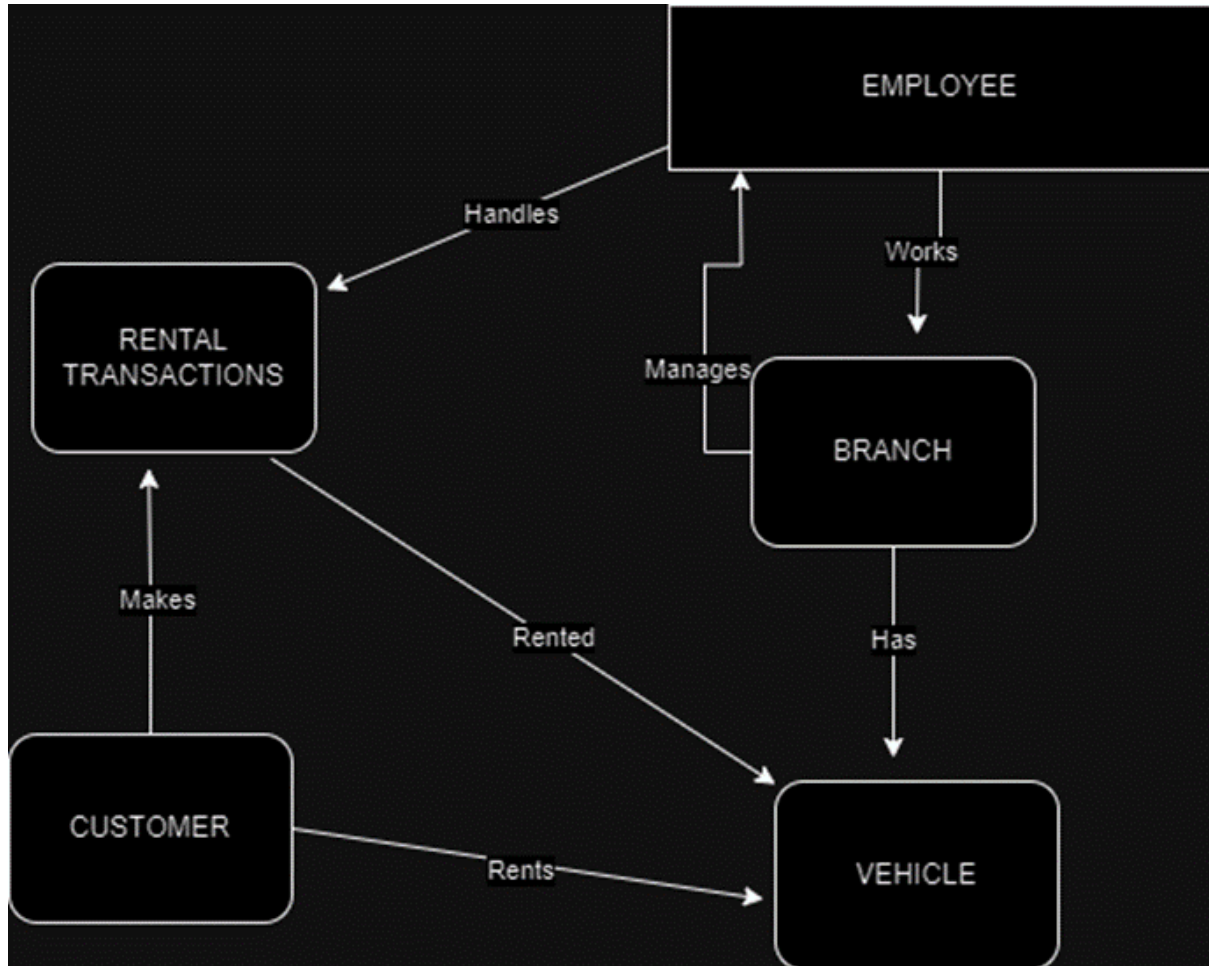 EMPLOYEE
Handles
Works
RENTAL
TRANSACTIONS
Manages
BRANCH
Makes
Rented
Has
CUSTOMER
Rents
VEHICLE